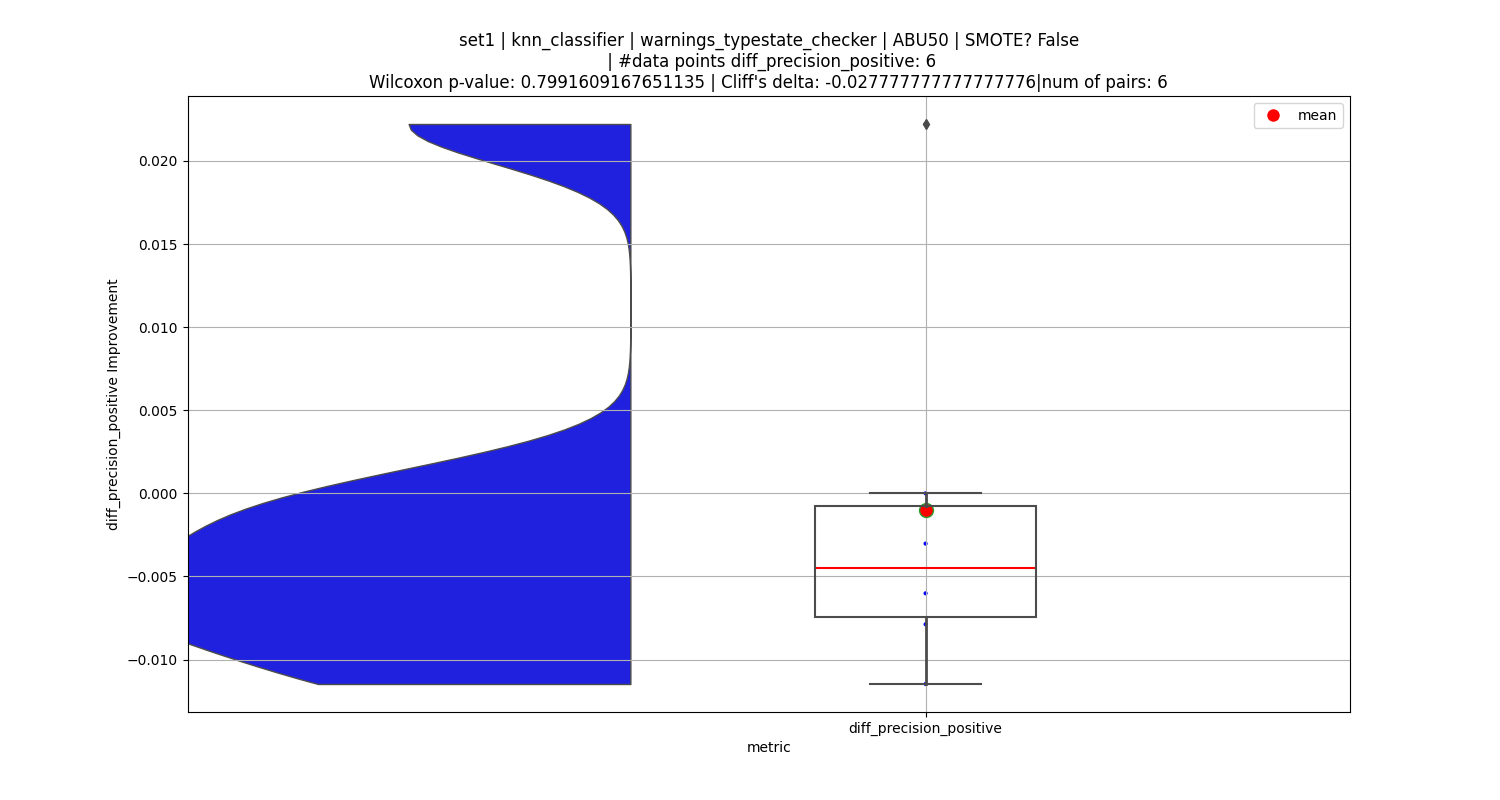 set1 | knn_classifier | warnings_typestate_checker | ABU50 | SMOTE? False
| #data points diff_precision_positive: 6
Wilcoxon p-value: 0.7991609167651135 | Cliff's delta: -0.027777777777777776|num of pairs: 6
mean
0.020
0.015
0.010
0.005
0.000
−0.005
−0.010
diff_precision_positive Improvement
diff_precision_positive
metric